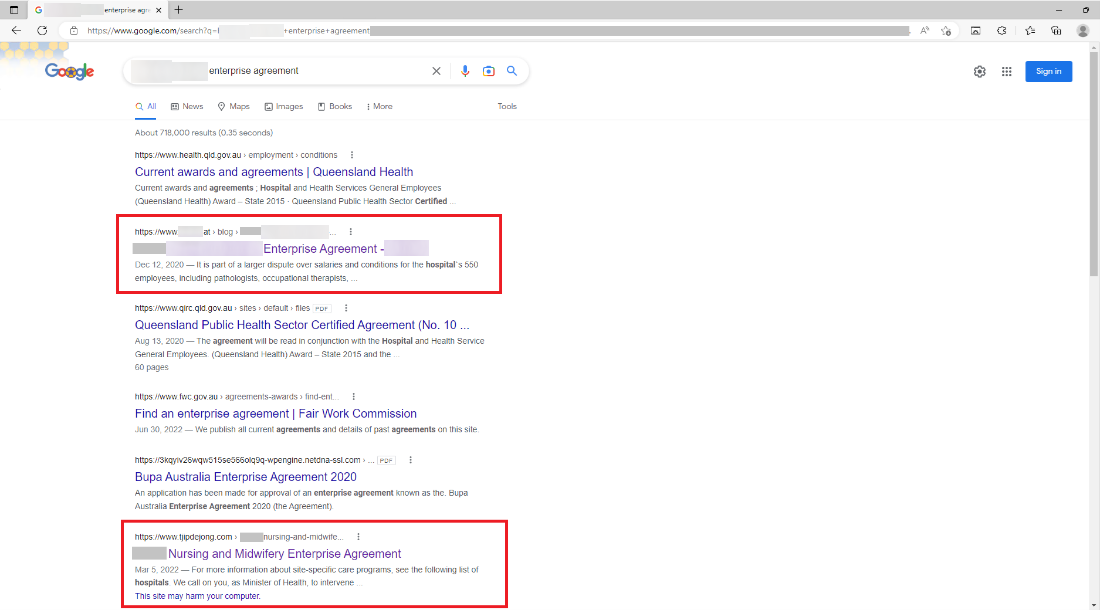 enterprise agre
https://www.google.com/search?q= +enterprise+agreement
Google
enterprise agreement
Sign in
All News Maps Images Books More Tools
About 718,000 results (0.35 seconds)
https://www.health.qld.gov.au › employment › conditions
Current awards and agreements | Queensland Health
Current awards and agreements ; Hospital and Health Services General Employees
(Queensland Health) Award – State 2015 · Queensland Public Health Sector Certified ...
https://www. at › blog › ...
Enterprise Agreement -
Dec 12, 2020 — It is part of a larger dispute over salaries and conditions for the hospital`s 550
employees, including pathologists, occupational therapists, ...
https://www.qirc.qld.gov.au › sites › default › files PDF
Queensland Public Health Sector Certified Agreement (No. 10 ...
Aug 13, 2020 — The agreement will be read in conjunction with the Hospital and Health Service
General Employees. (Queensland Health) Award – State 2015 and the ...
60 pages
https://www.fwc.gov.au › agreements-awards › find-ent...
Find an enterprise agreement | Fair Work Commission
Jun 30, 2022 — We publish all current agreements and details of past agreements on this site.
https://3kqyiv26wqw515se566olq9q-wpengine.netdna-ssl.com › ... PDF
Bupa Australia Enterprise Agreement 2020
An application has been made for approval of an enterprise agreement known as the. Bupa
Australia Enterprise Agreement 2020 (the Agreement).
https://www.tjipdejong.com › nursing-and-midwife...
Nursing and Midwifery Enterprise Agreement
Mar 5, 2022 — For more information about site-specific care programs, see the following list of
hospitals. We call on you, as Minister of Health, to intervene ...
This site may harm your computer.